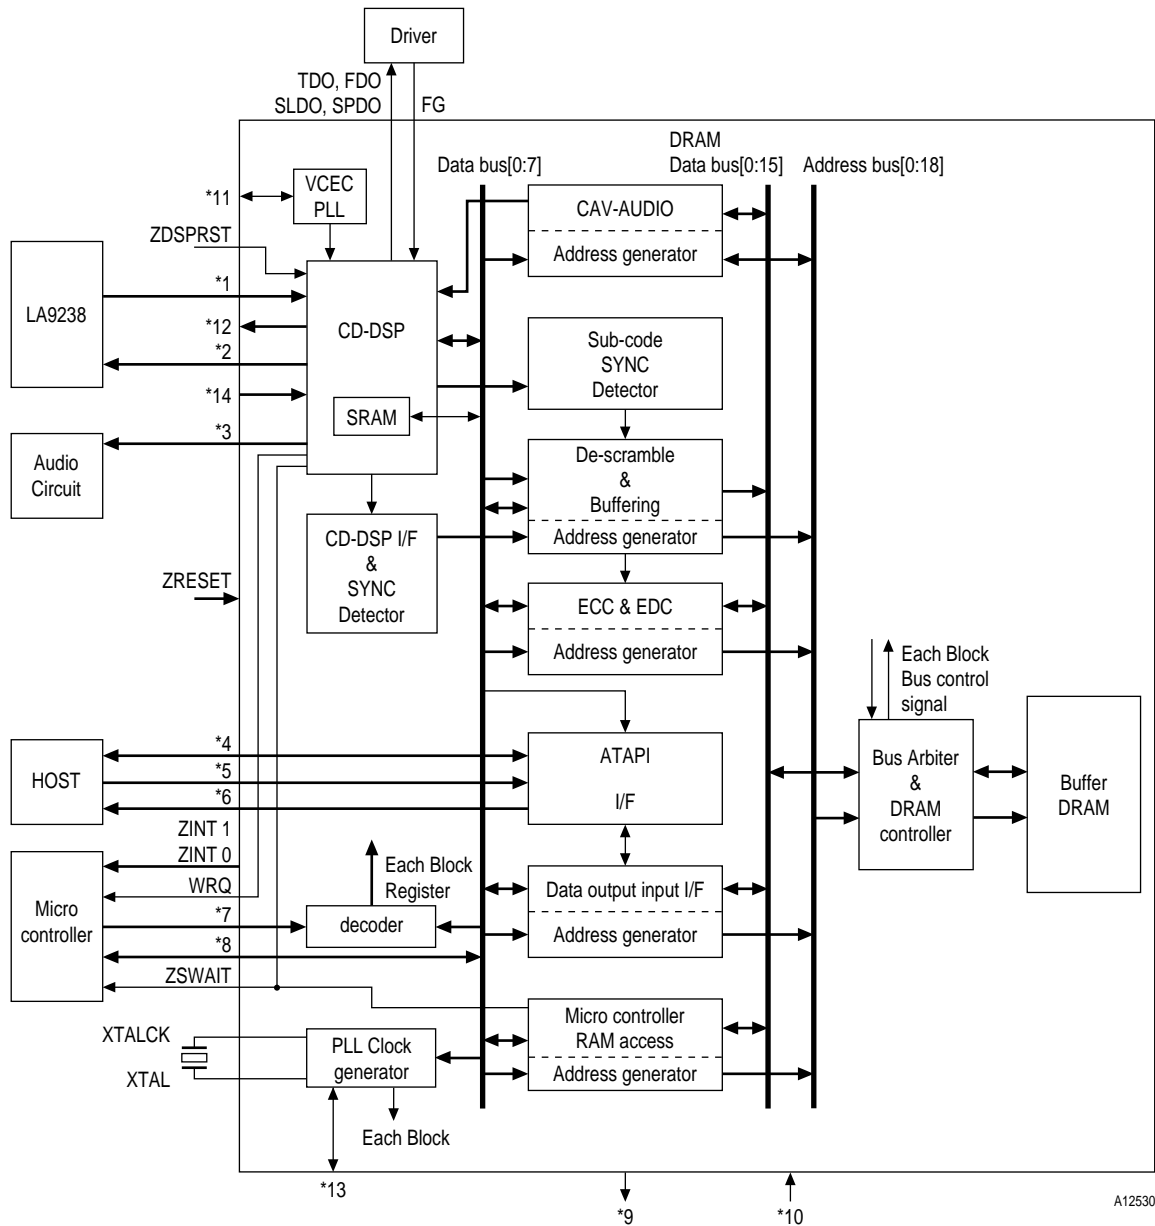 Driver
TDO, FDO
SLDO, SPDO
FG
DRAM
Data bus[0:7]
Data bus[0:15]
Address bus[0:18]
*11
VCEC
PLL
CAV-AUDIO
Address generator
ZDSPRST
LA9238
*1
*12
*2
*14
*3
CD-DSP
SRAM
Sub-code
SYNC
Detector
Audio
Circuit
De-scramble
&
Buffering
Address generator
CD-DSP I/F
&
SYNC
Detector
ZRESET
ECC & EDC
Address generator
Each Block
Bus control
signal
HOST
*4
*5
*6
ATAPI
I/F
Bus Arbiter
&
DRAM
controller
Buffer
DRAM
ZINT 1
ZINT 0
WRQ
*7
*8
ZSWAIT
Micro
controller
Each Block
Register
decoder
Data output input I/F
Address generator
Micro controller
RAM access
Address generator
XTALCK
XTAL
PLL Clock
generator
Each Block
*13
*9
*10
A12530